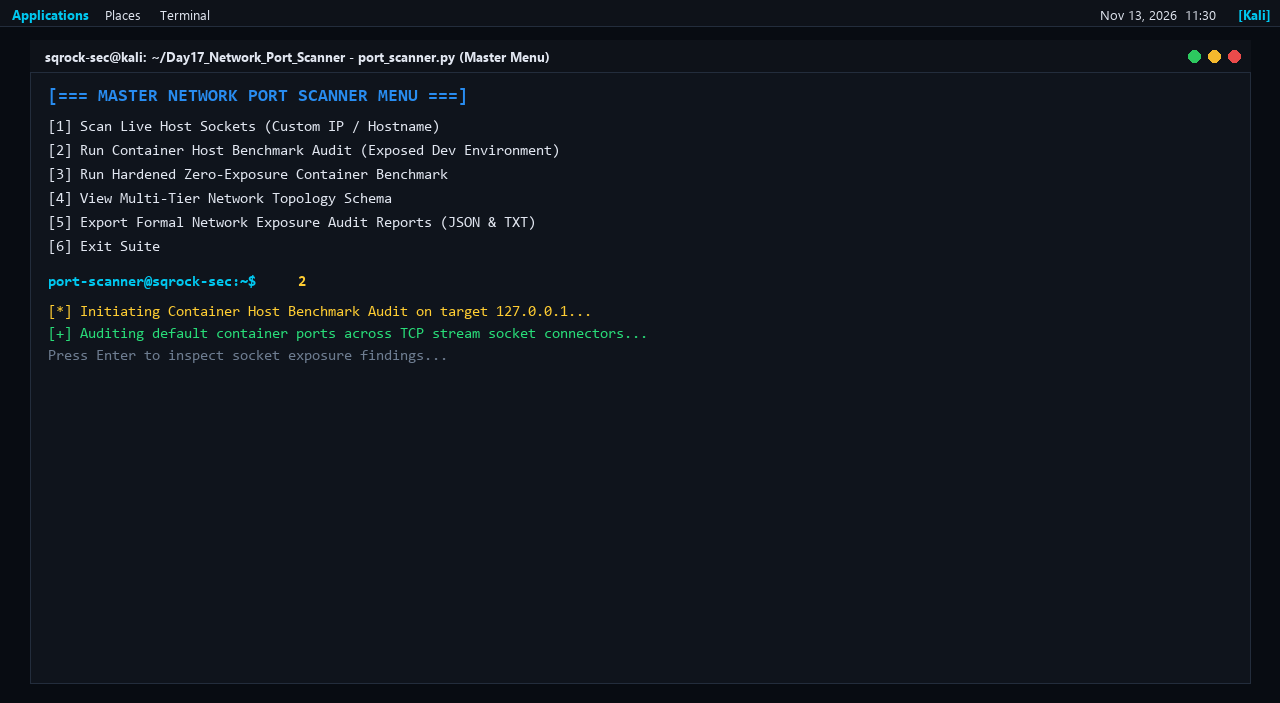 Applications Places Terminal Nov 13, 2026 11:30 [Kali]
sqrock-sec@kali: ~/Day17_Network_Port_Scanner - port_scanner.py (Master Menu)
[=== MASTER NETWORK PORT SCANNER MENU ===]
[1] Scan Live Host Sockets (Custom IP / Hostname)
[2] Run Container Host Benchmark Audit (Exposed Dev Environment)
[3] Run Hardened Zero-Exposure Container Benchmark
[4] View Multi-Tier Network Topology Schema
[5] Export Formal Network Exposure Audit Reports (JSON & TXT)
[6] Exit Suite
port-scanner@sqrock-sec:~$ 2
[*] Initiating Container Host Benchmark Audit on target 127.0.0.1...
[+] Auditing default container ports across TCP stream socket connectors...
Press Enter to inspect socket exposure findings...